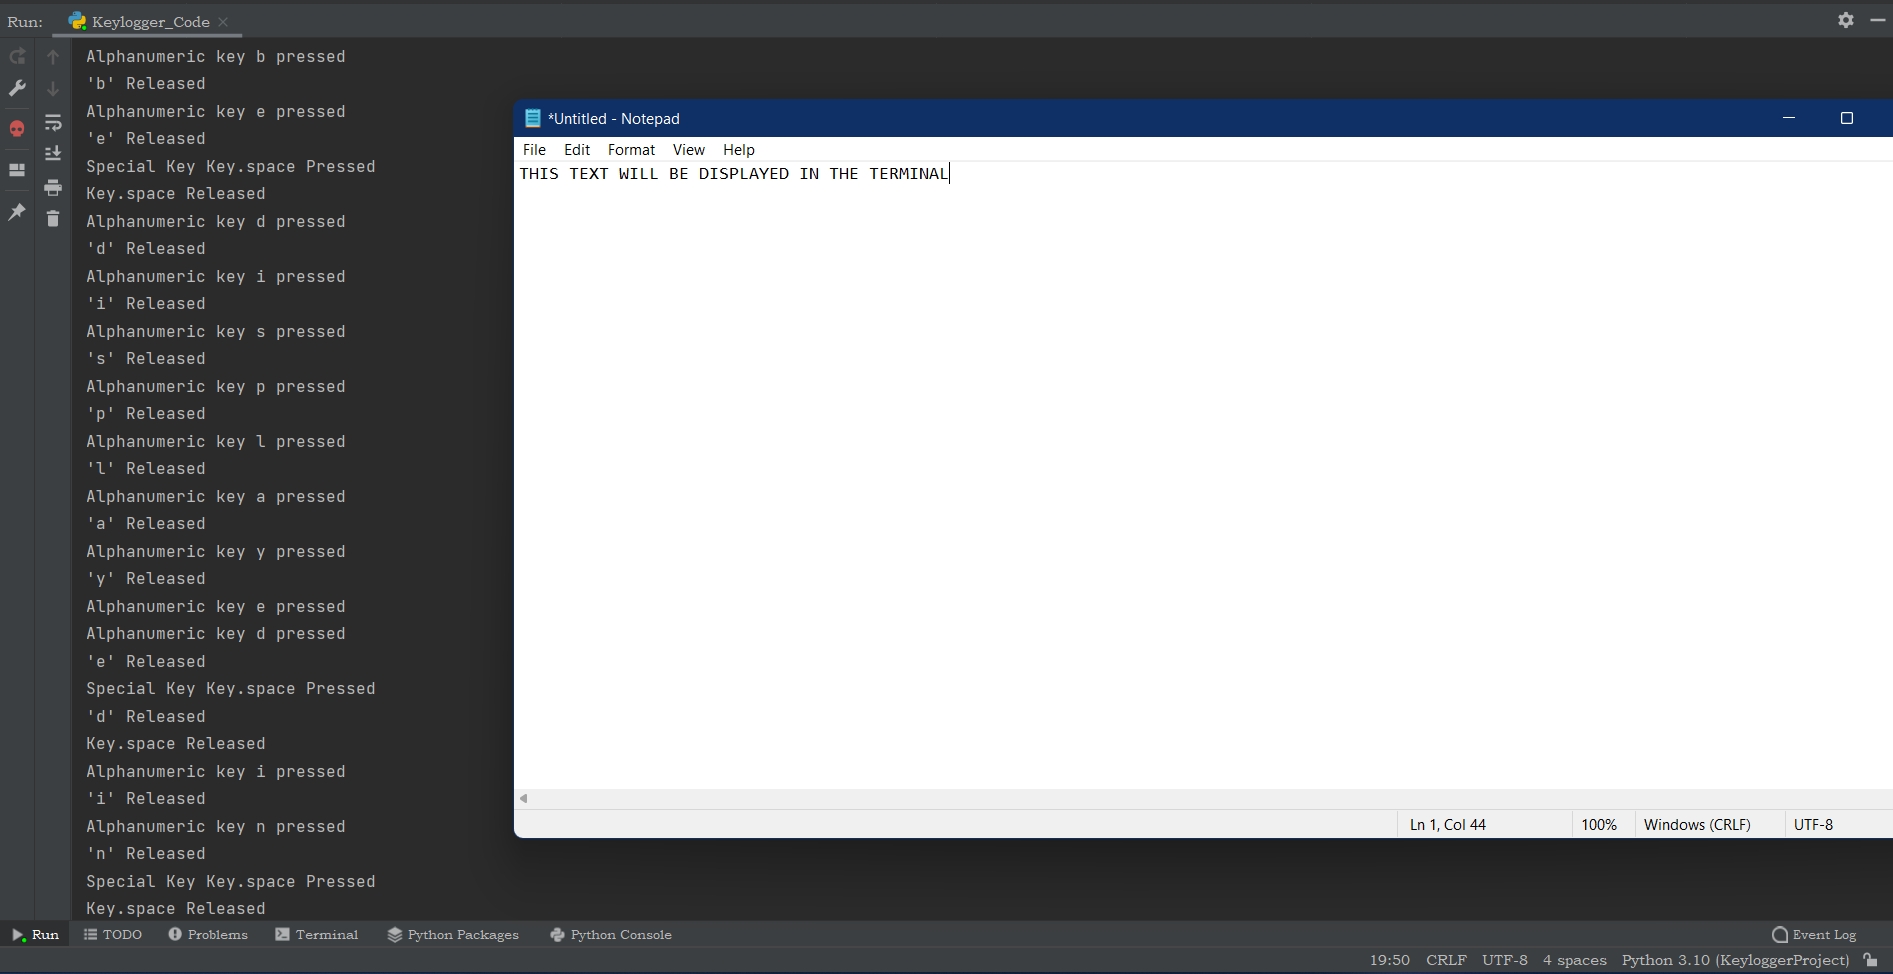 Run: Keylogger_Code
Alphanumeric key b pressed
'b' Released
Alphanumeric key e pressed
'e' Released
Special Key Key.space Pressed
Key.space Released
Alphanumeric key d pressed
'd' Released
Alphanumeric key i pressed
'i' Released
Alphanumeric key s pressed
's' Released
Alphanumeric key p pressed
'p' Released
Alphanumeric key l pressed
'l' Released
Alphanumeric key a pressed
'a' Released
Alphanumeric key y pressed
'y' Released
Alphanumeric key e pressed
Alphanumeric key d pressed
'e' Released
Special Key Key.space Pressed
'd' Released
Key.space Released
Alphanumeric key i pressed
'i' Released
Alphanumeric key n pressed
'n' Released
Special Key Key.space Pressed
Key.space Released
*Untitled - Notepad
File Edit Format View Help
THIS TEXT WILL BE DISPLAYED IN THE TERMINAL
Ln 1, Col 44 100% Windows (CRLF) UTF-8
Run TODO Problems Terminal Python Packages Python Console Event Log
19:50 CRLF UTF-8 4 spaces Python 3.10 (KeyloggerProject)